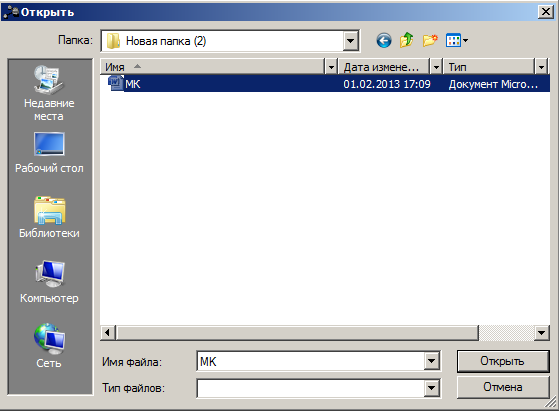 Открыть
Папка: Новая папка (2)
Имя Дата измене... Тип
МК 01.02.2013 17:09 Документ Micro...
Недавние
места
Рабочий стол
Библиотеки
Компьютер
Сеть
Имя файла: МК Открыть
Тип файлов: Отмена